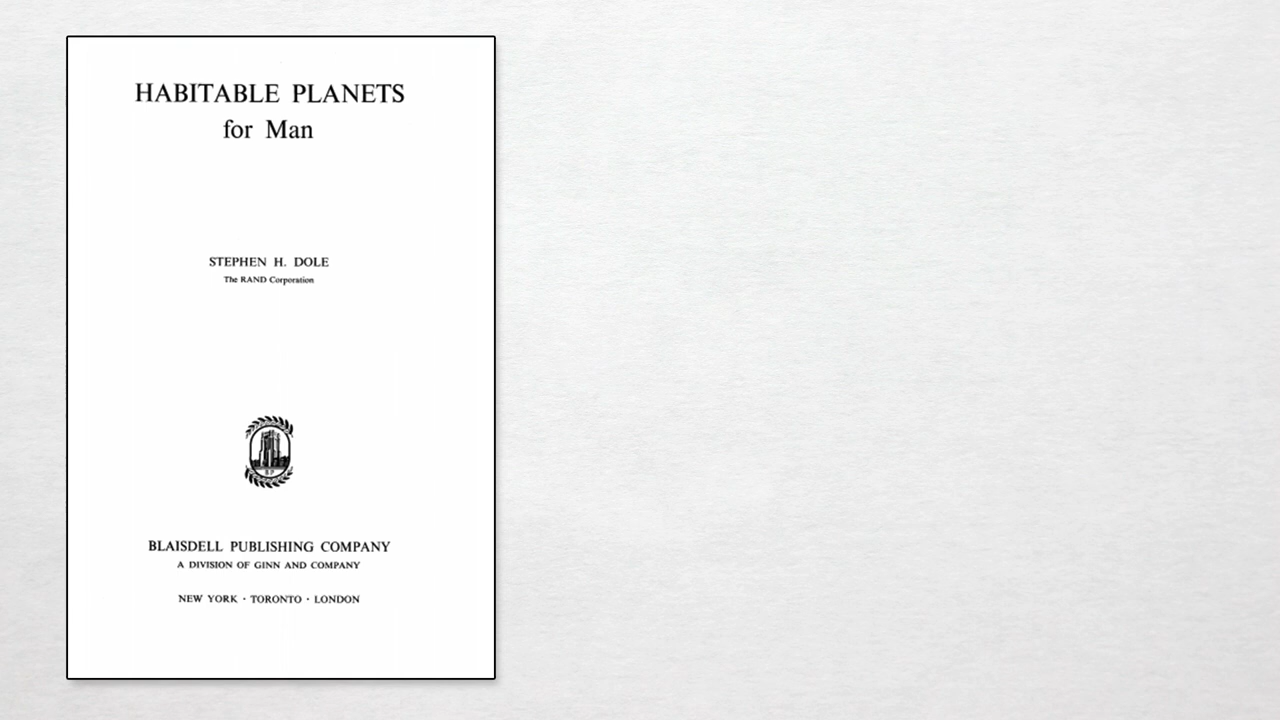 HABITABLE PLANETS
for Man
STEPHEN H. DOLE
The RAND Corporation
BLAISDELL PUBLISHING COMPANY
A DIVISION OF GINN AND COMPANY
NEW YORK · TORONTO · LONDON